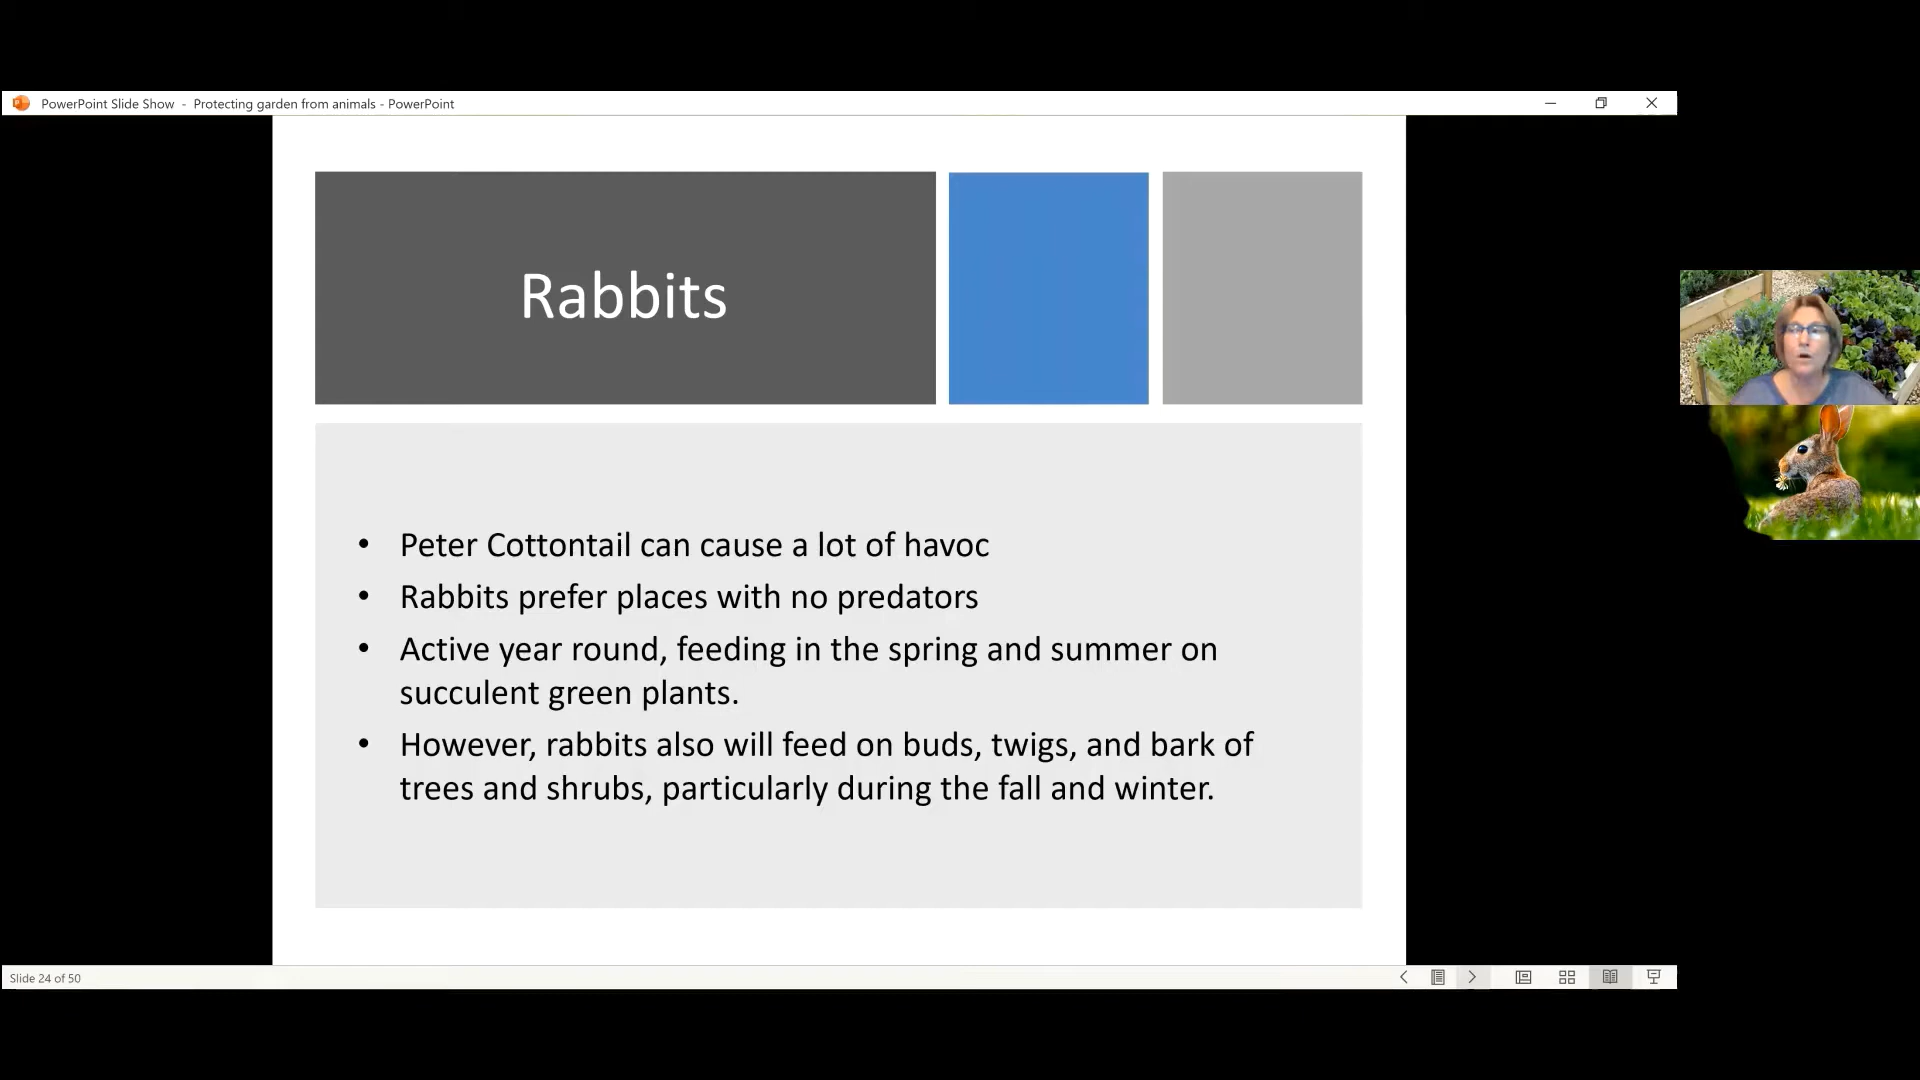 PowerPoint Slide Show - Protecting garden from animals - PowerPoint
Rabbits
• Peter Cottontail can cause a lot of havoc
• Rabbits prefer places with no predators
• Active year round, feeding in the spring and summer on
succulent green plants.
• However, rabbits also will feed on buds, twigs, and bark of
trees and shrubs, particularly during the fall and winter.
Slide 24 of 50